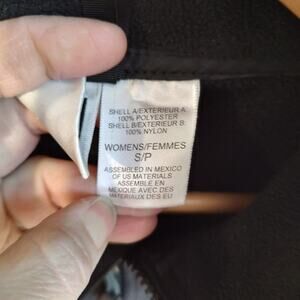 SHELL A/EXTERIEUR A
100% POLYESTER
SHELL B/EXTERIEUR B
100% NYLON
WOMENS/FEMMES
S/P
ASSEMBLED IN MEXICO
OF US MATERIALS
ASSEMBLÉ EN
MEXIQUE AVEC DES
MATERIAUX DES EU